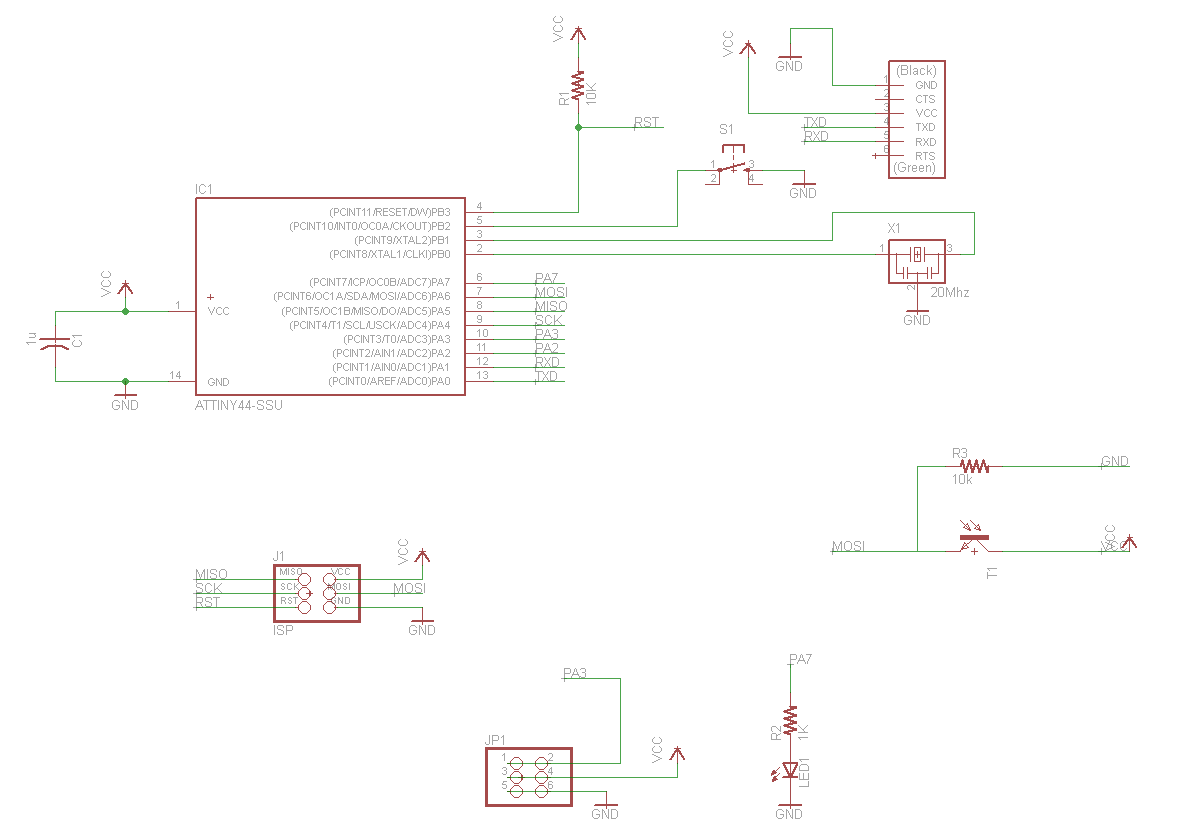 VCC
R1
10K
RST
VCC
GND
(Black)
1 GND
2 CTS
3 VCC
TXD 4 TXD
RXD 5 RXD
6 RTS
(Green)
S1
1 3
2 4
GND
IC1
(PCINT11/RESET/DW)PB3 4
(PCINT10/INT0/OC0A/CKOUT)PB2 5
(PCINT9/XTAL2)PB1 3
(PCINT8/XTAL1/CLKI)PB0 2
(PCINT7/ICP/OC0B/ADC7)PA7 6 PA7
(PCINT6/OC1A/SDA/MOSI/ADC6)PA6 7 MOSI
(PCINT5/OC1B/MISO/DO/ADC5)PA5 8 MISO
(PCINT4/T1/SCL/USCK/ADC4)PA4 9 SCK
(PCINT3/T0/ADC3)PA3 10 PA3
(PCINT2/AIN1/ADC2)PA2 11 PA2
(PCINT1/AIN0/ADC1)PA1 12 RXD
(PCINT0/AREF/ADC0)PA0 13 TXD
1 + VCC
14 GND
ATTINY44-SSU
VCC
1u
C1
GND
X1
1 3
2
20Mhz
GND
R3
10k
GND
MOSI
VCC
VCC
T1
J1
VCC
MISO MISO VCC
SCK SCK MOSI MOSI
RST RST GND
ISP
GND
PA3
JP1
VCC
1 2
3 4
5 6
GND
PA7
R2
1K
LED1
GND